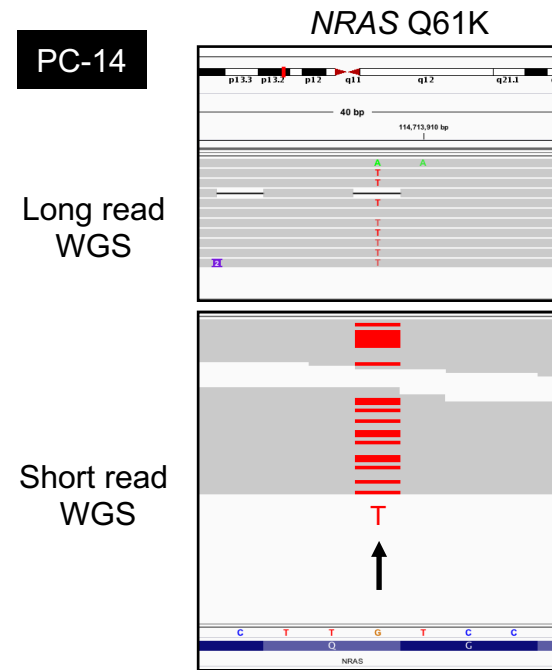 NRAS Q61K
PC-14
p13.3 p13.2 p12 q11 q12 q21.1
40 bp
114,713,910 bp
A A
T
T
T
T
T
T
T
T
2
Long read
WGS
Short read
WGS
T
C T T G T C C
Q G
NRAS